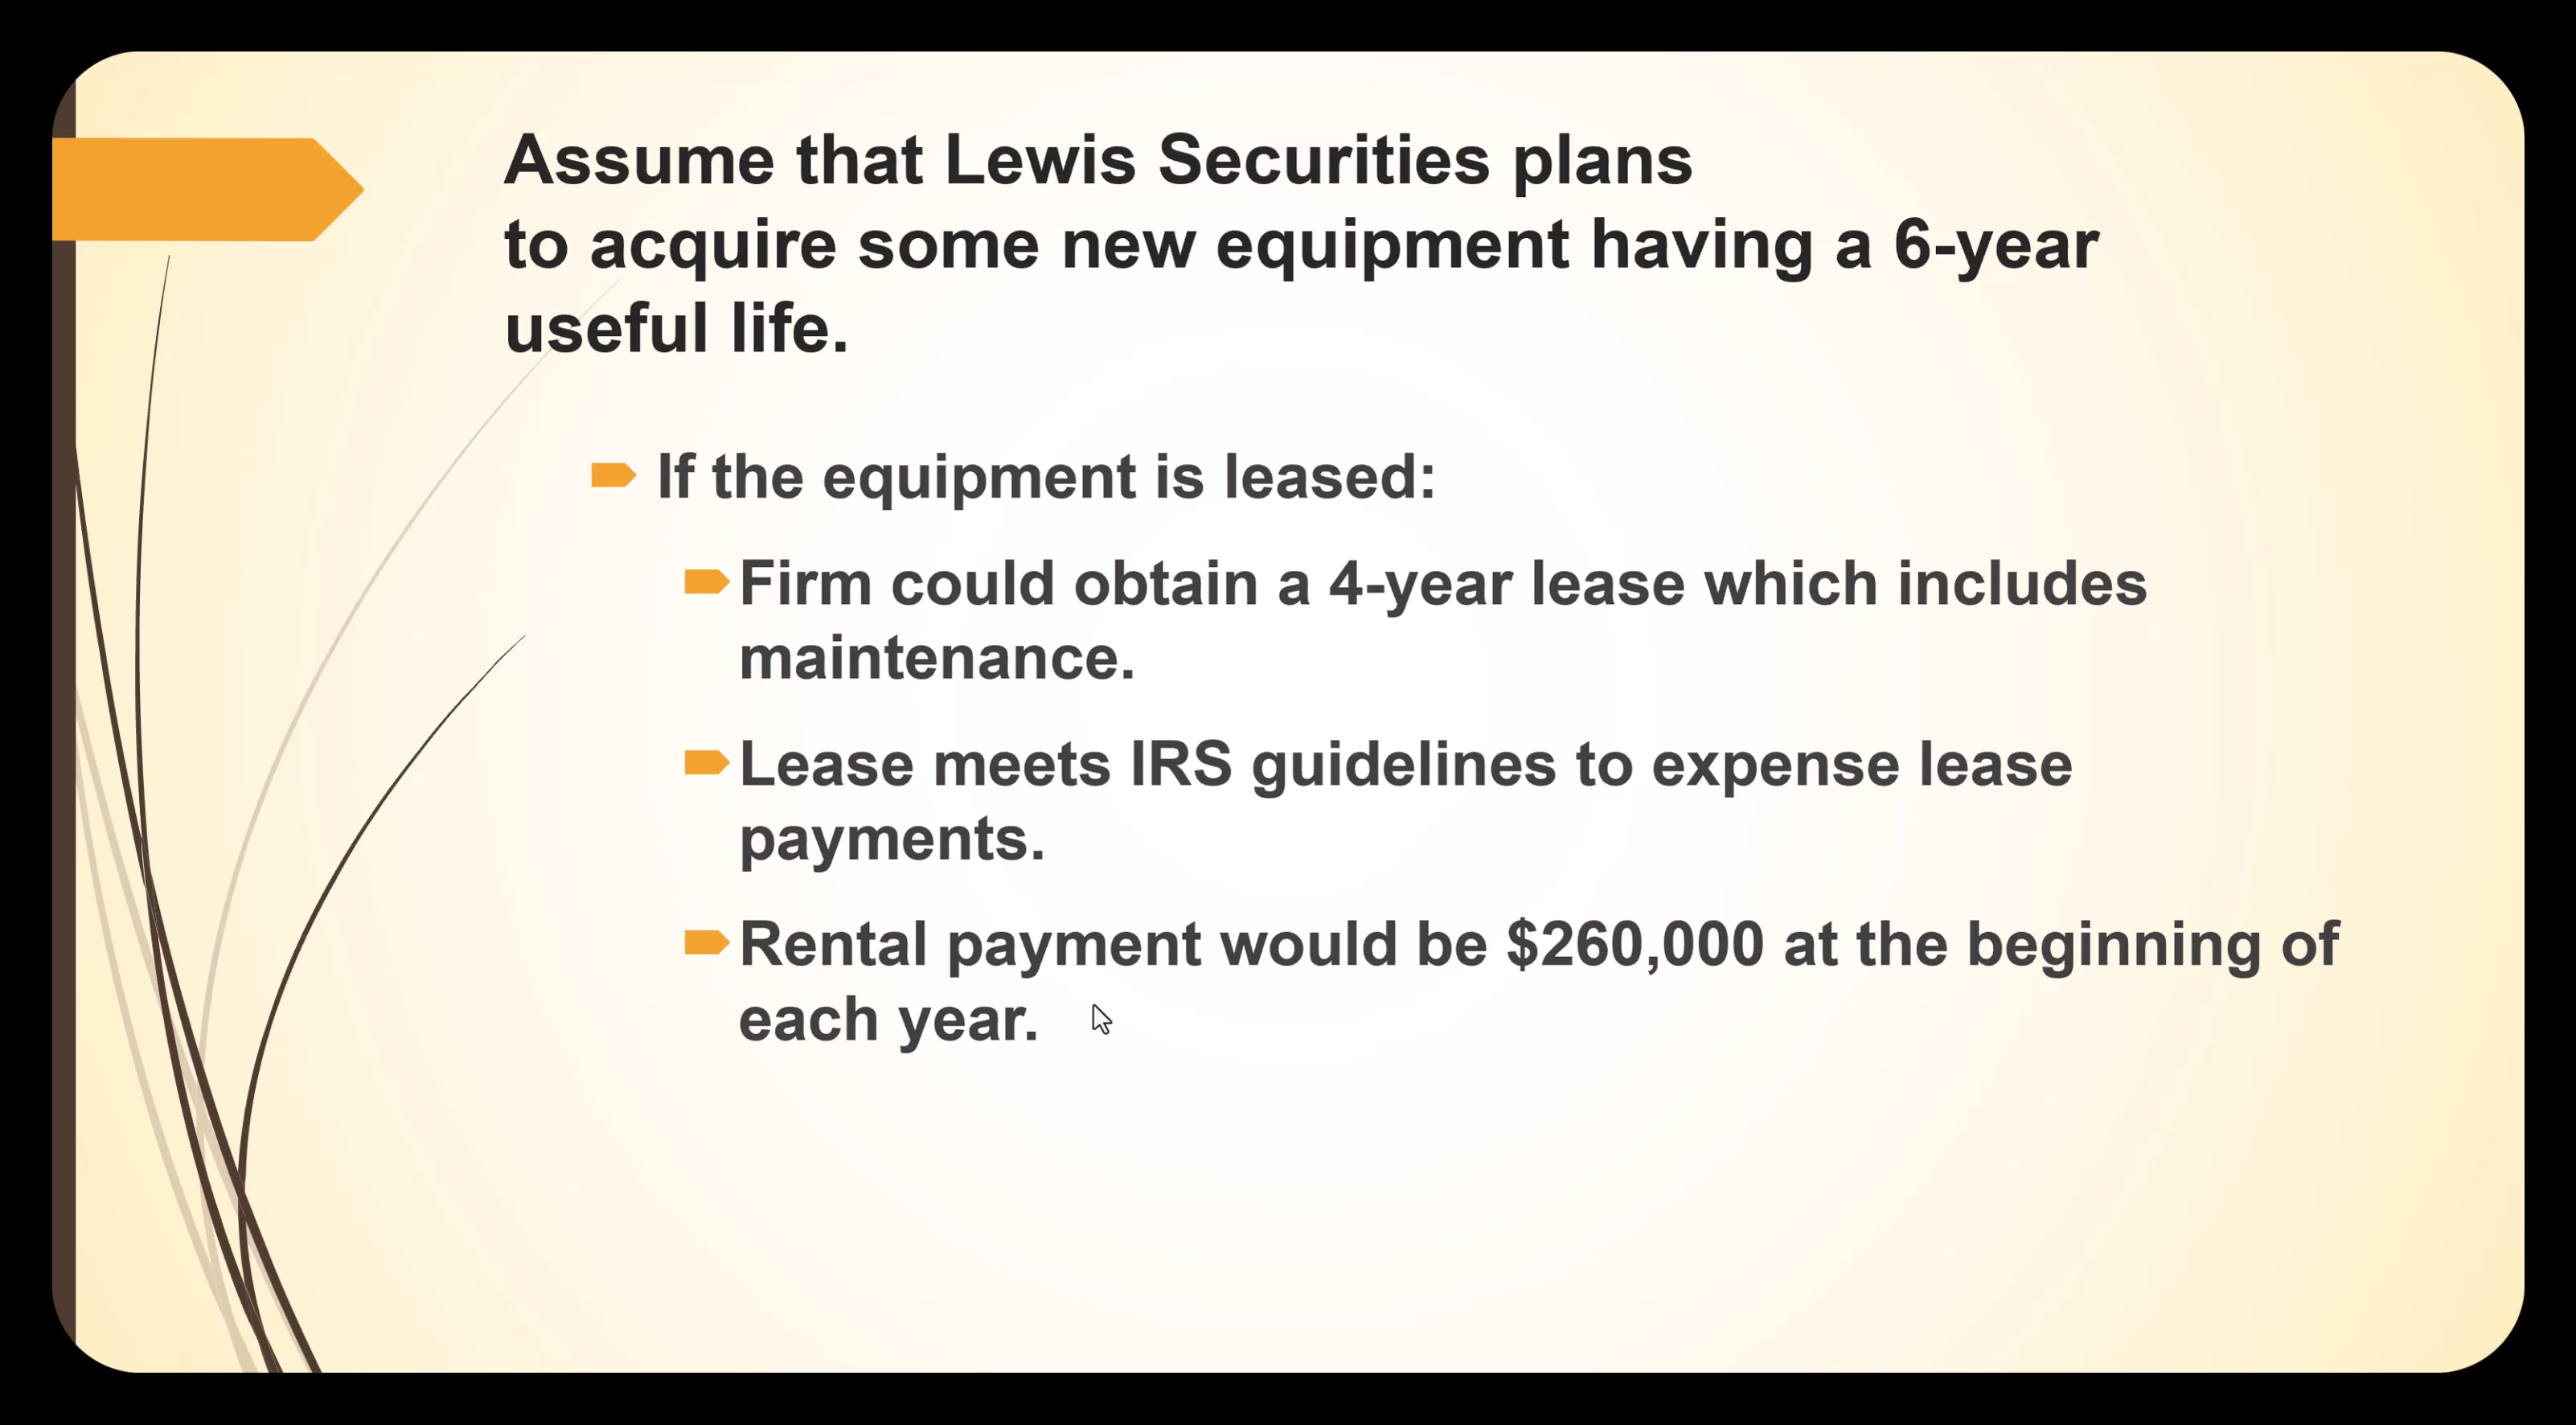 Assume that Lewis Securities plans
to acquire some new equipment having a 6-year
useful life.
If the equipment is leased:
Firm could obtain a 4-year lease which includes
maintenance.
Lease meets IRS guidelines to expense lease
payments.
Rental payment would be $260,000 at the beginning of
each year.